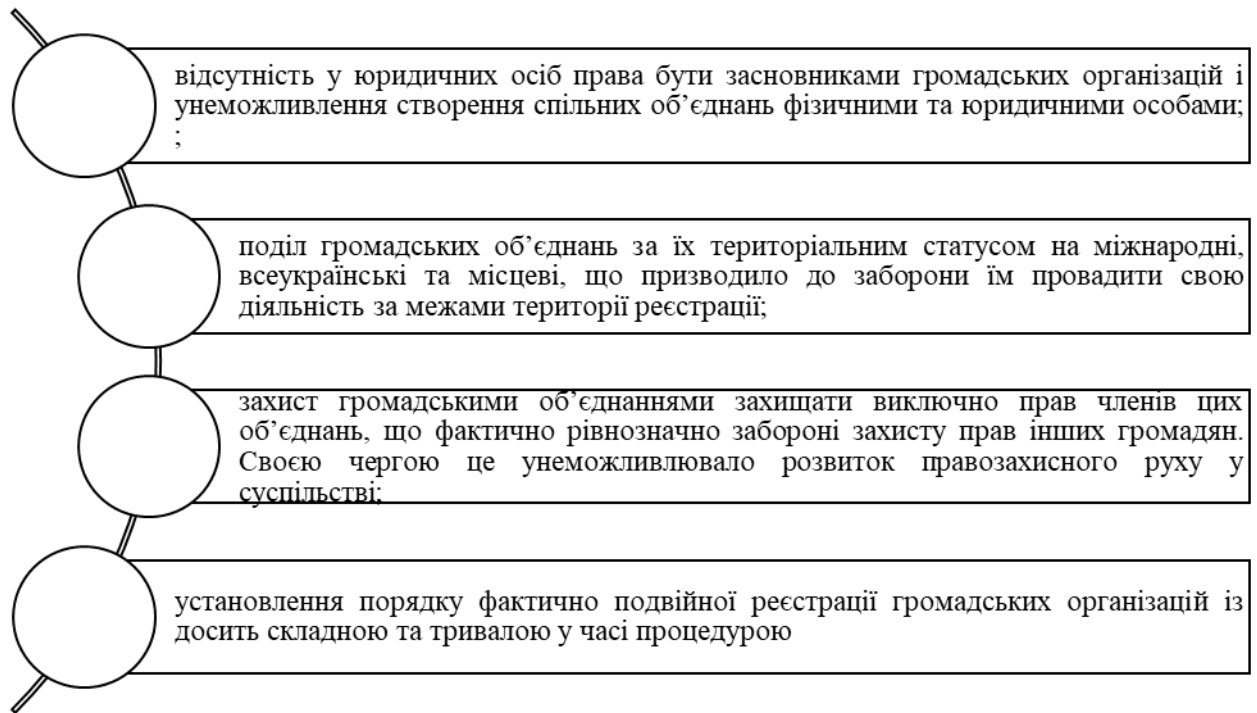 відсутність у юридичних осіб права бути засновниками громадських організацій і
унеможливлення створення спільних об’єднань фізичними та юридичними особами;
;
поділ громадських об’єднань за їх територіальним статусом на міжнародні,
всеукраїнські та місцеві, що призводило до заборони їм провадити свою
діяльність за межами території реєстрації;
захист громадськими об’єднаннями захищати виключно прав членів цих
об’єднань, що фактично рівнозначно забороні захисту прав інших громадян.
Своєю чергою це унеможливлювало розвиток правозахисного руху у
суспільстві;
установлення порядку фактично подвійної реєстрації громадських організацій із
досить складною та тривалою у часі процедурою